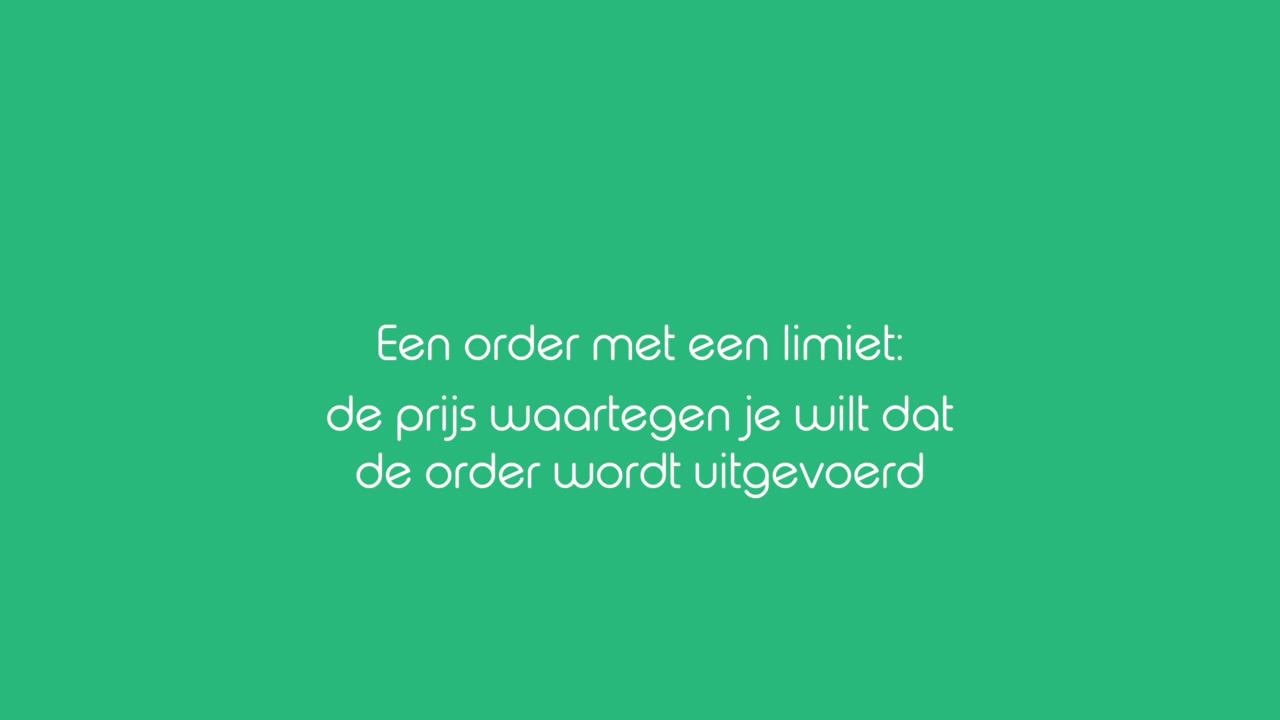 Een order met een limiet:
de prijs waartegen je wilt dat
de order wordt uitgevoerd